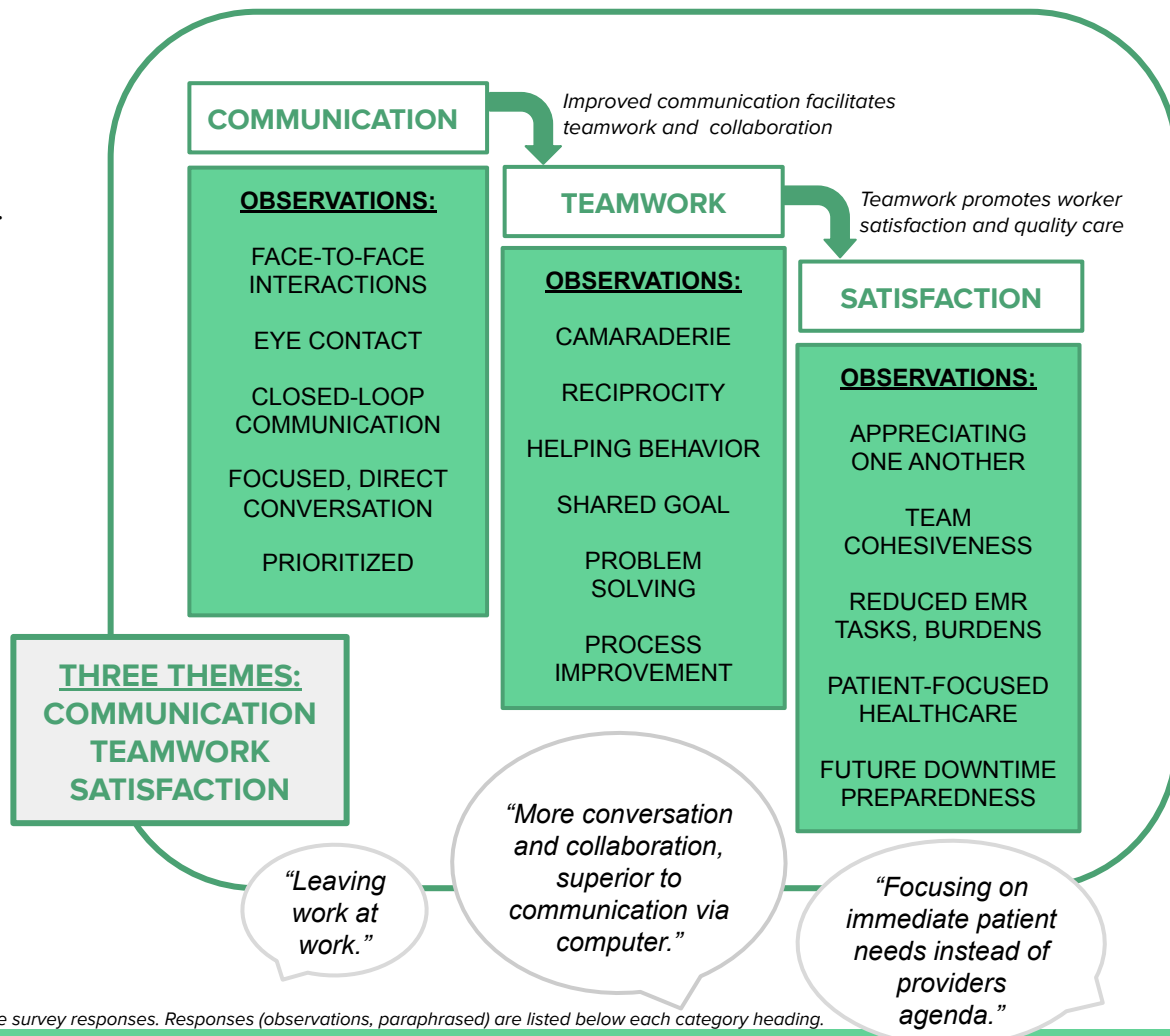 COMMUNICATION
Improved communication facilitates
teamwork and  collaboration
OBSERVATIONS:
FACE-TO-FACE
INTERACTIONS
EYE CONTACT
CLOSED-LOOP
COMMUNICATION
FOCUSED, DIRECT
CONVERSATION
PRIORITIZED
TEAMWORK
Teamwork promotes worker
satisfaction and quality care
OBSERVATIONS:
CAMARADERIE
RECIPROCITY
HELPING BEHAVIOR
SHARED GOAL
PROBLEM
SOLVING
PROCESS
IMPROVEMENT
SATISFACTION
OBSERVATIONS:
APPRECIATING
ONE ANOTHER
TEAM
COHESIVENESS
REDUCED EMR
TASKS, BURDENS
PATIENT-FOCUSED
HEALTHCARE
FUTURE DOWNTIME
PREPAREDNESS
THREE THEMES:
COMMUNICATION
TEAMWORK
SATISFACTION
“Leaving
work at
work.”
“More conversation
and collaboration,
superior to
communication via
computer.”
“Focusing on
immediate patient
needs instead of
providers
agenda.”
survey responses. Responses (observations, paraphrased) are listed below each category heading.